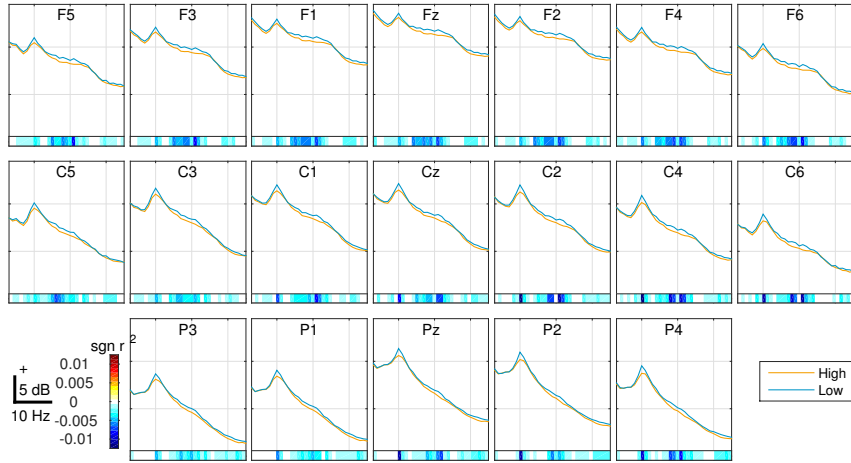 F5 F3 F1 Fz F2 F4 F6
C5 C3 C1 Cz C2 C4 C6
P3 P1 Pz P2 P4
sgn r 2
0.01
0.005
0
-0.005
-0.01
+
5 dB
10 Hz
High
Low